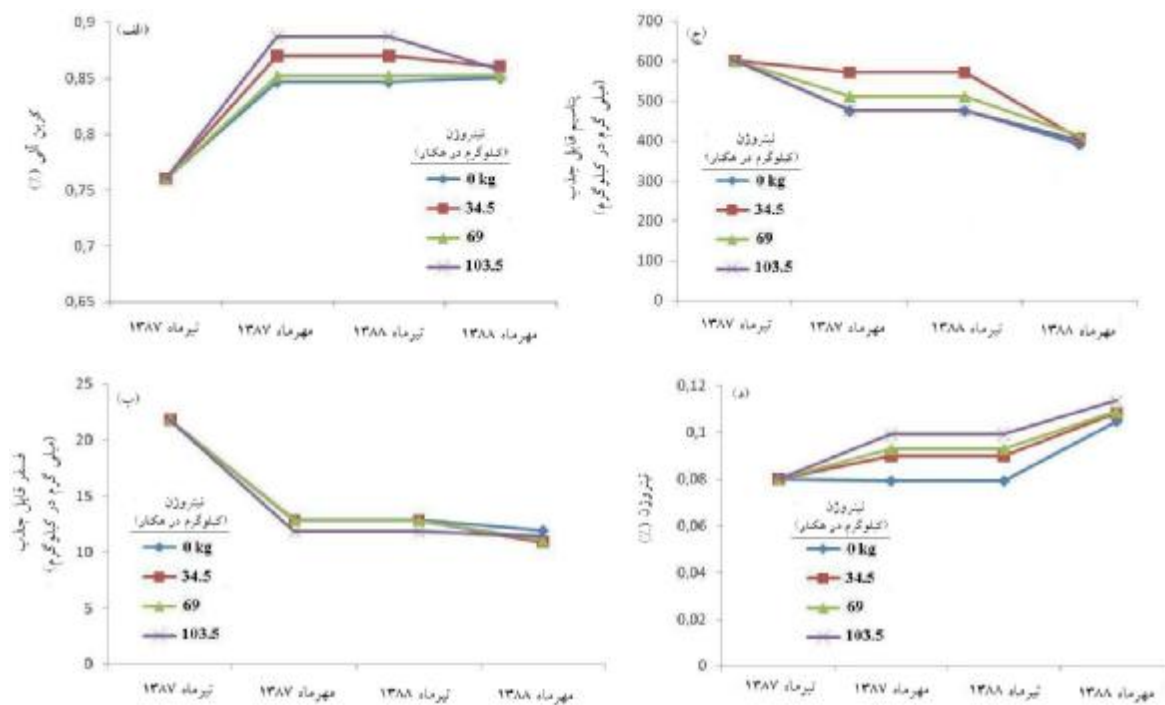 (الف)
کربن آلی (٪)
0,9
0,85
0,8
0,75
0,7
0,65
نیتروژن
(کیلوگرم در هکتار)
0 kg
34.5
69
103.5
تیرماه ۱۳۸۷
مهرماه ۱۳۸۷
تیرماه ۱۳۸۸
مهرماه ۱۳۸۸
(ج)
پتاسیم قابل جذب
(میلی گرم در کیلوگرم)
700
600
500
400
300
200
100
0
نیتروژن
(کیلوگرم در هکتار)
0 kg
34.5
69
103.5
تیرماه ۱۳۸۷
مهرماه ۱۳۸۷
تیرماه ۱۳۸۸
مهرماه ۱۳۸۸
(ب)
فسفر قابل جذب
(میلی گرم در کیلوگرم)
25
20
15
10
5
0
نیتروژن
(کیلوگرم در هکتار)
0 kg
34.5
69
103.5
تیرماه ۱۳۸۷
مهرماه ۱۳۸۷
تیرماه ۱۳۸۸
مهرماه ۱۳۸۸
(د)
نیتروژن (٪)
0,12
0,1
0,08
0,06
0,04
0,02
0
نیتروژن
(کیلوگرم در هکتار)
0 kg
34.5
69
103.5
تیرماه ۱۳۸۷
مهرماه ۱۳۸۷
تیرماه ۱۳۸۸
مهرماه ۱۳۸۸